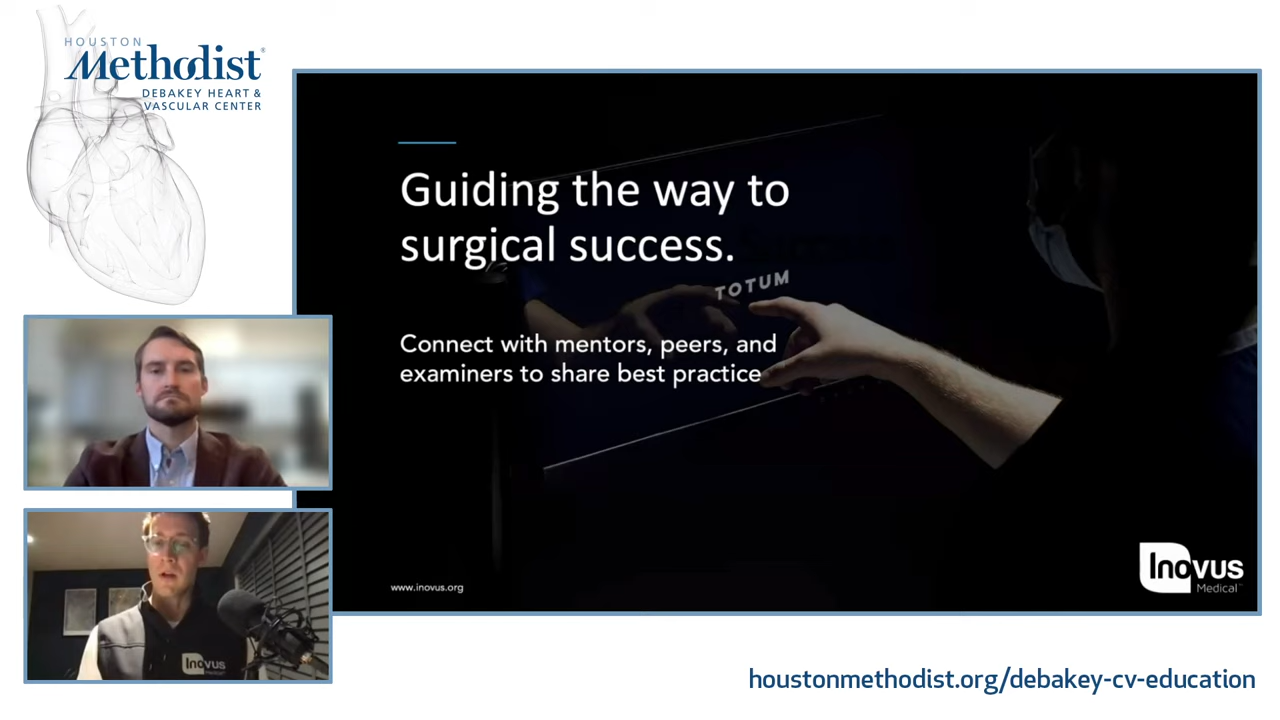 HOUSTON
Methodist®
DEBAKEY HEART &
VASCULAR CENTER
Guiding the way to
surgical success.
TOTUM
Connect with mentors, peers, and
examiners to share best practice
www.inovus.org
Inovus
Medical™
Inovus
Medical
houstonmethodist.org/debakey-cv-education